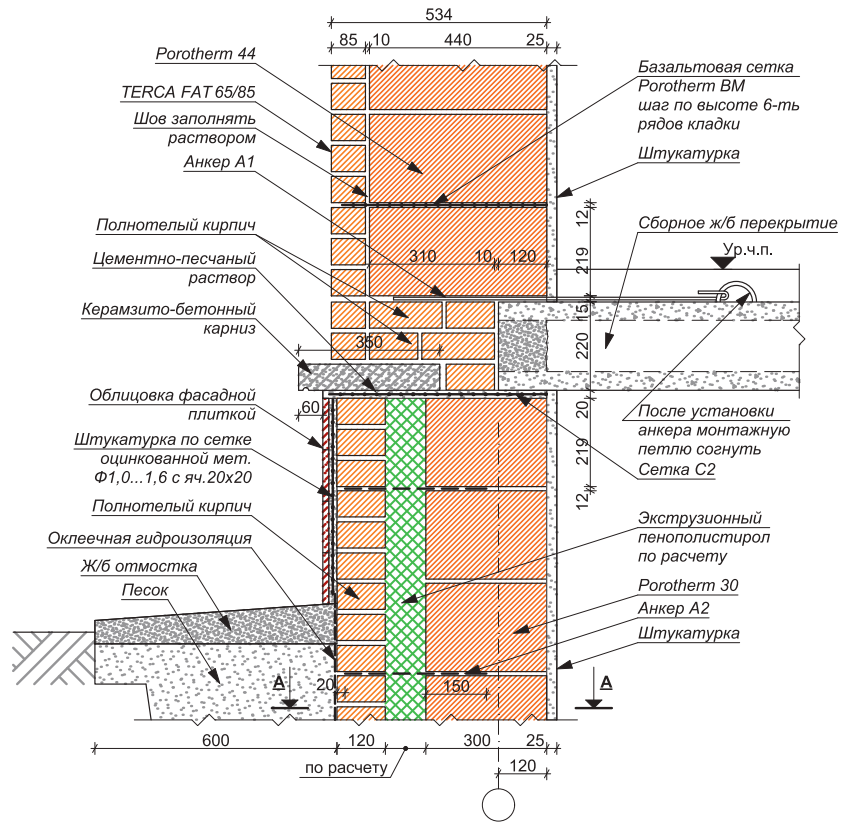 534
85
10
440
25
Porotherm 44
TERCA FAT 65/85
Шов заполнять
раствором
Анкер А1
Полнотелый кирпич
Цементно-песчаный
раствор
Керамзито-бетонный
карниз
Облицовка фасадной
плиткой
Штукатурка по сетке
оцинкованной мет.
Ф1,0...1,6 с яч.20х20
Полнотелый кирпич
Оклеечная гидроизоляция
Ж/б отмостка
Песок
Базальтовая сетка
Porotherm BM
шаг по высоте 6-ть
рядов кладки
Штукатурка
Сборное ж/б перекрытие
Ур.ч.п.
310
10
120
12
219
15
220
20
219
12
350
60
После установки
анкера монтажную
петлю согнуть
Сетка С2
Экструзионный
пенополистирол
по расчету
Porotherm 30
Анкер А2
Штукатурка
А
20
150
А
600
120
300
25
по расчету
120